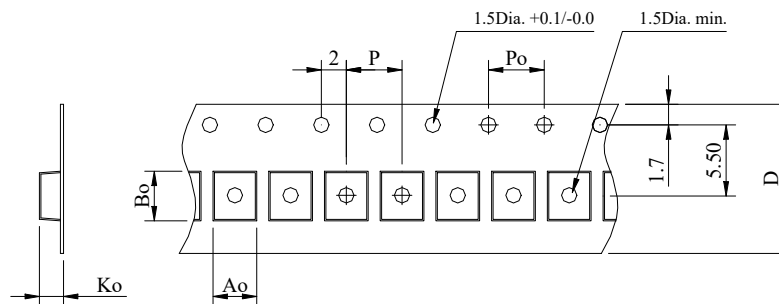 1.5Dia. +0.1/-0.0
1.5Dia. min.
2
P
Po
1.7
5.50
D
Bo
Ko
Ao